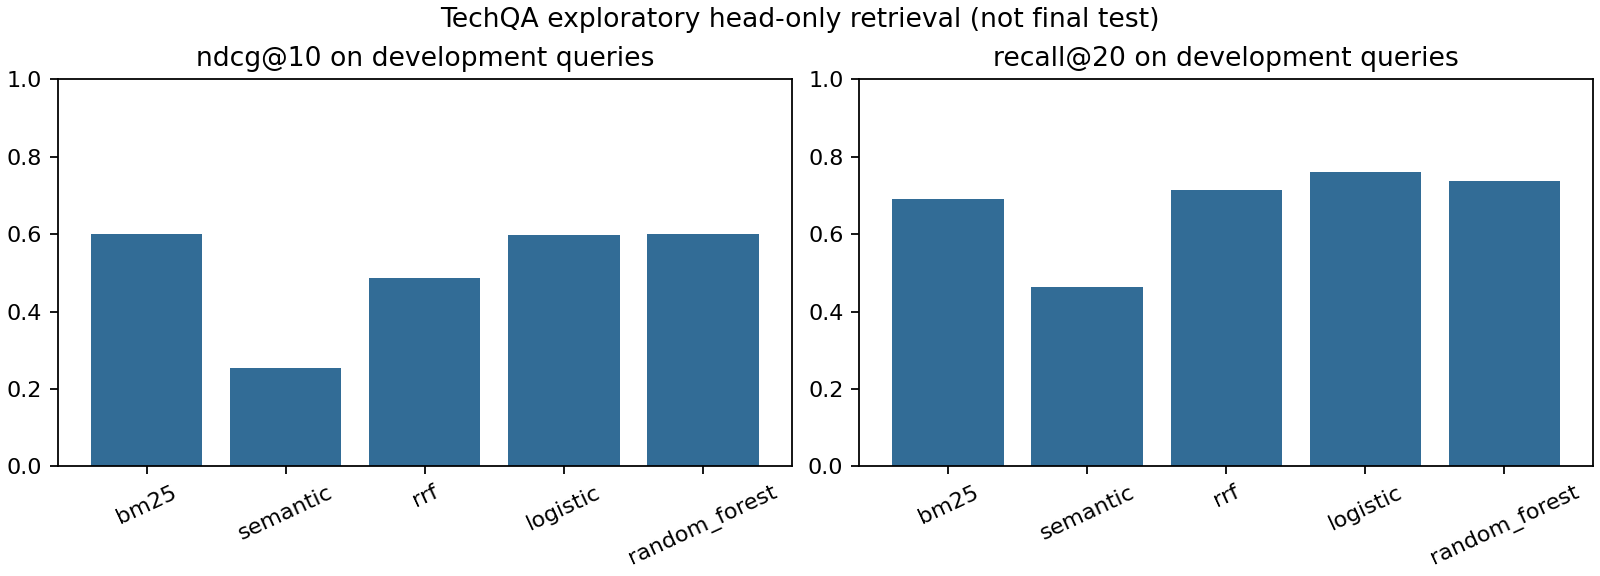 TechQA exploratory head-only retrieval (not final test)
ndcg@10 on development queries
1.0
0.8
0.6
0.4
0.2
0.0
bm25
semantic
rrf
logistic
random_forest
recall@20 on development queries
1.0
0.8
0.6
0.4
0.2
0.0
bm25
semantic
rrf
logistic
random_forest